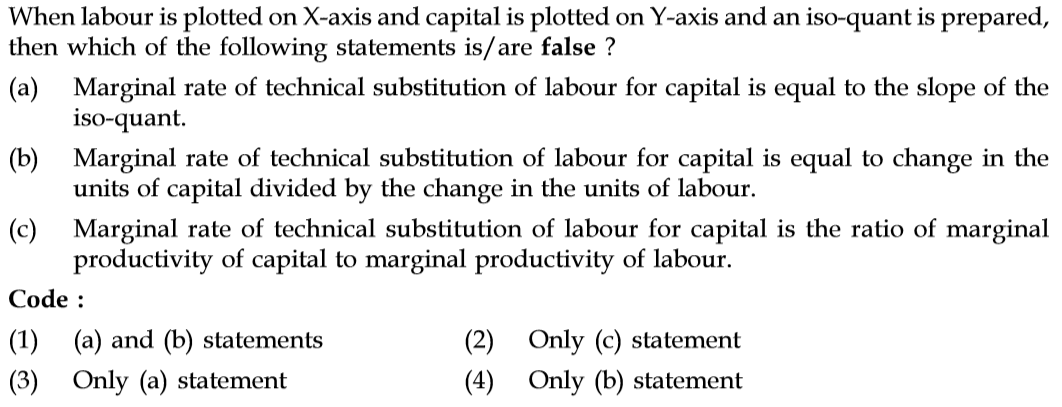 When labour is plotted on X-axis and capital is plotted on Y-axis and an iso-quant is prepared,
then which of the following statements is/are false ?
(a) Marginal rate of technical substitution of labour for capital is equal to the slope of the
iso-quant.
(b) Marginal rate of technical substitution of labour for capital is equal to change in the
units of capital divided by the change in the units of labour.
(c) Marginal rate of technical substitution of labour for capital is the ratio of marginal
productivity of capital to marginal productivity of labour.
Code :
(1) (a) and (b) statements (2) Only (c) statement
(3) Only (a) statement (4) Only (b) statement